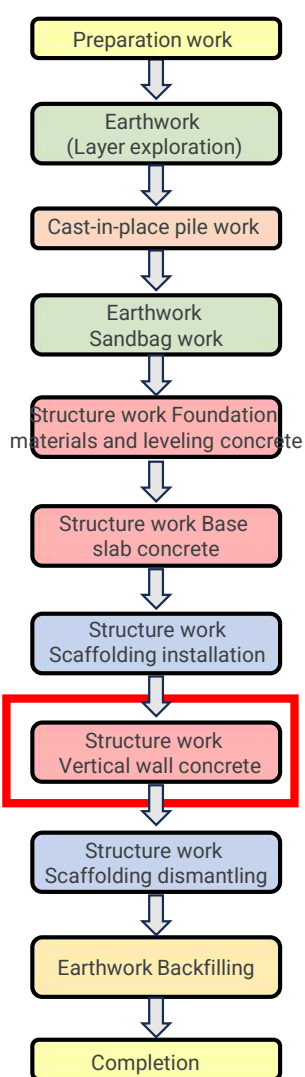 Preparation work
Earthwork
(Layer exploration)
Cast-in-place pile work
Earthwork
Sandbag work
Structure work Foundation
materials and leveling concrete
Structure work Base
slab concrete
Structure work
Scaffolding installation
Structure work
Vertical wall concrete
Structure work
Scaffolding dismantling
Earthwork Backfilling
Completion